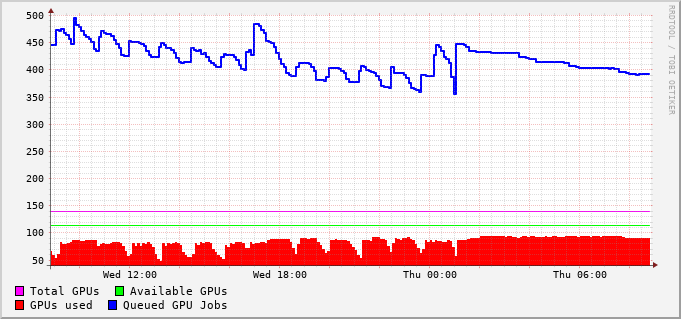 500
450
400
350
300
250
200
150
100
50
Wed 12:00 Wed 18:00 Thu 00:00 Thu 06:00
Total GPUs Available GPUs
GPUs used Queued GPU Jobs
RRDTOOL / TOBI OETIKER